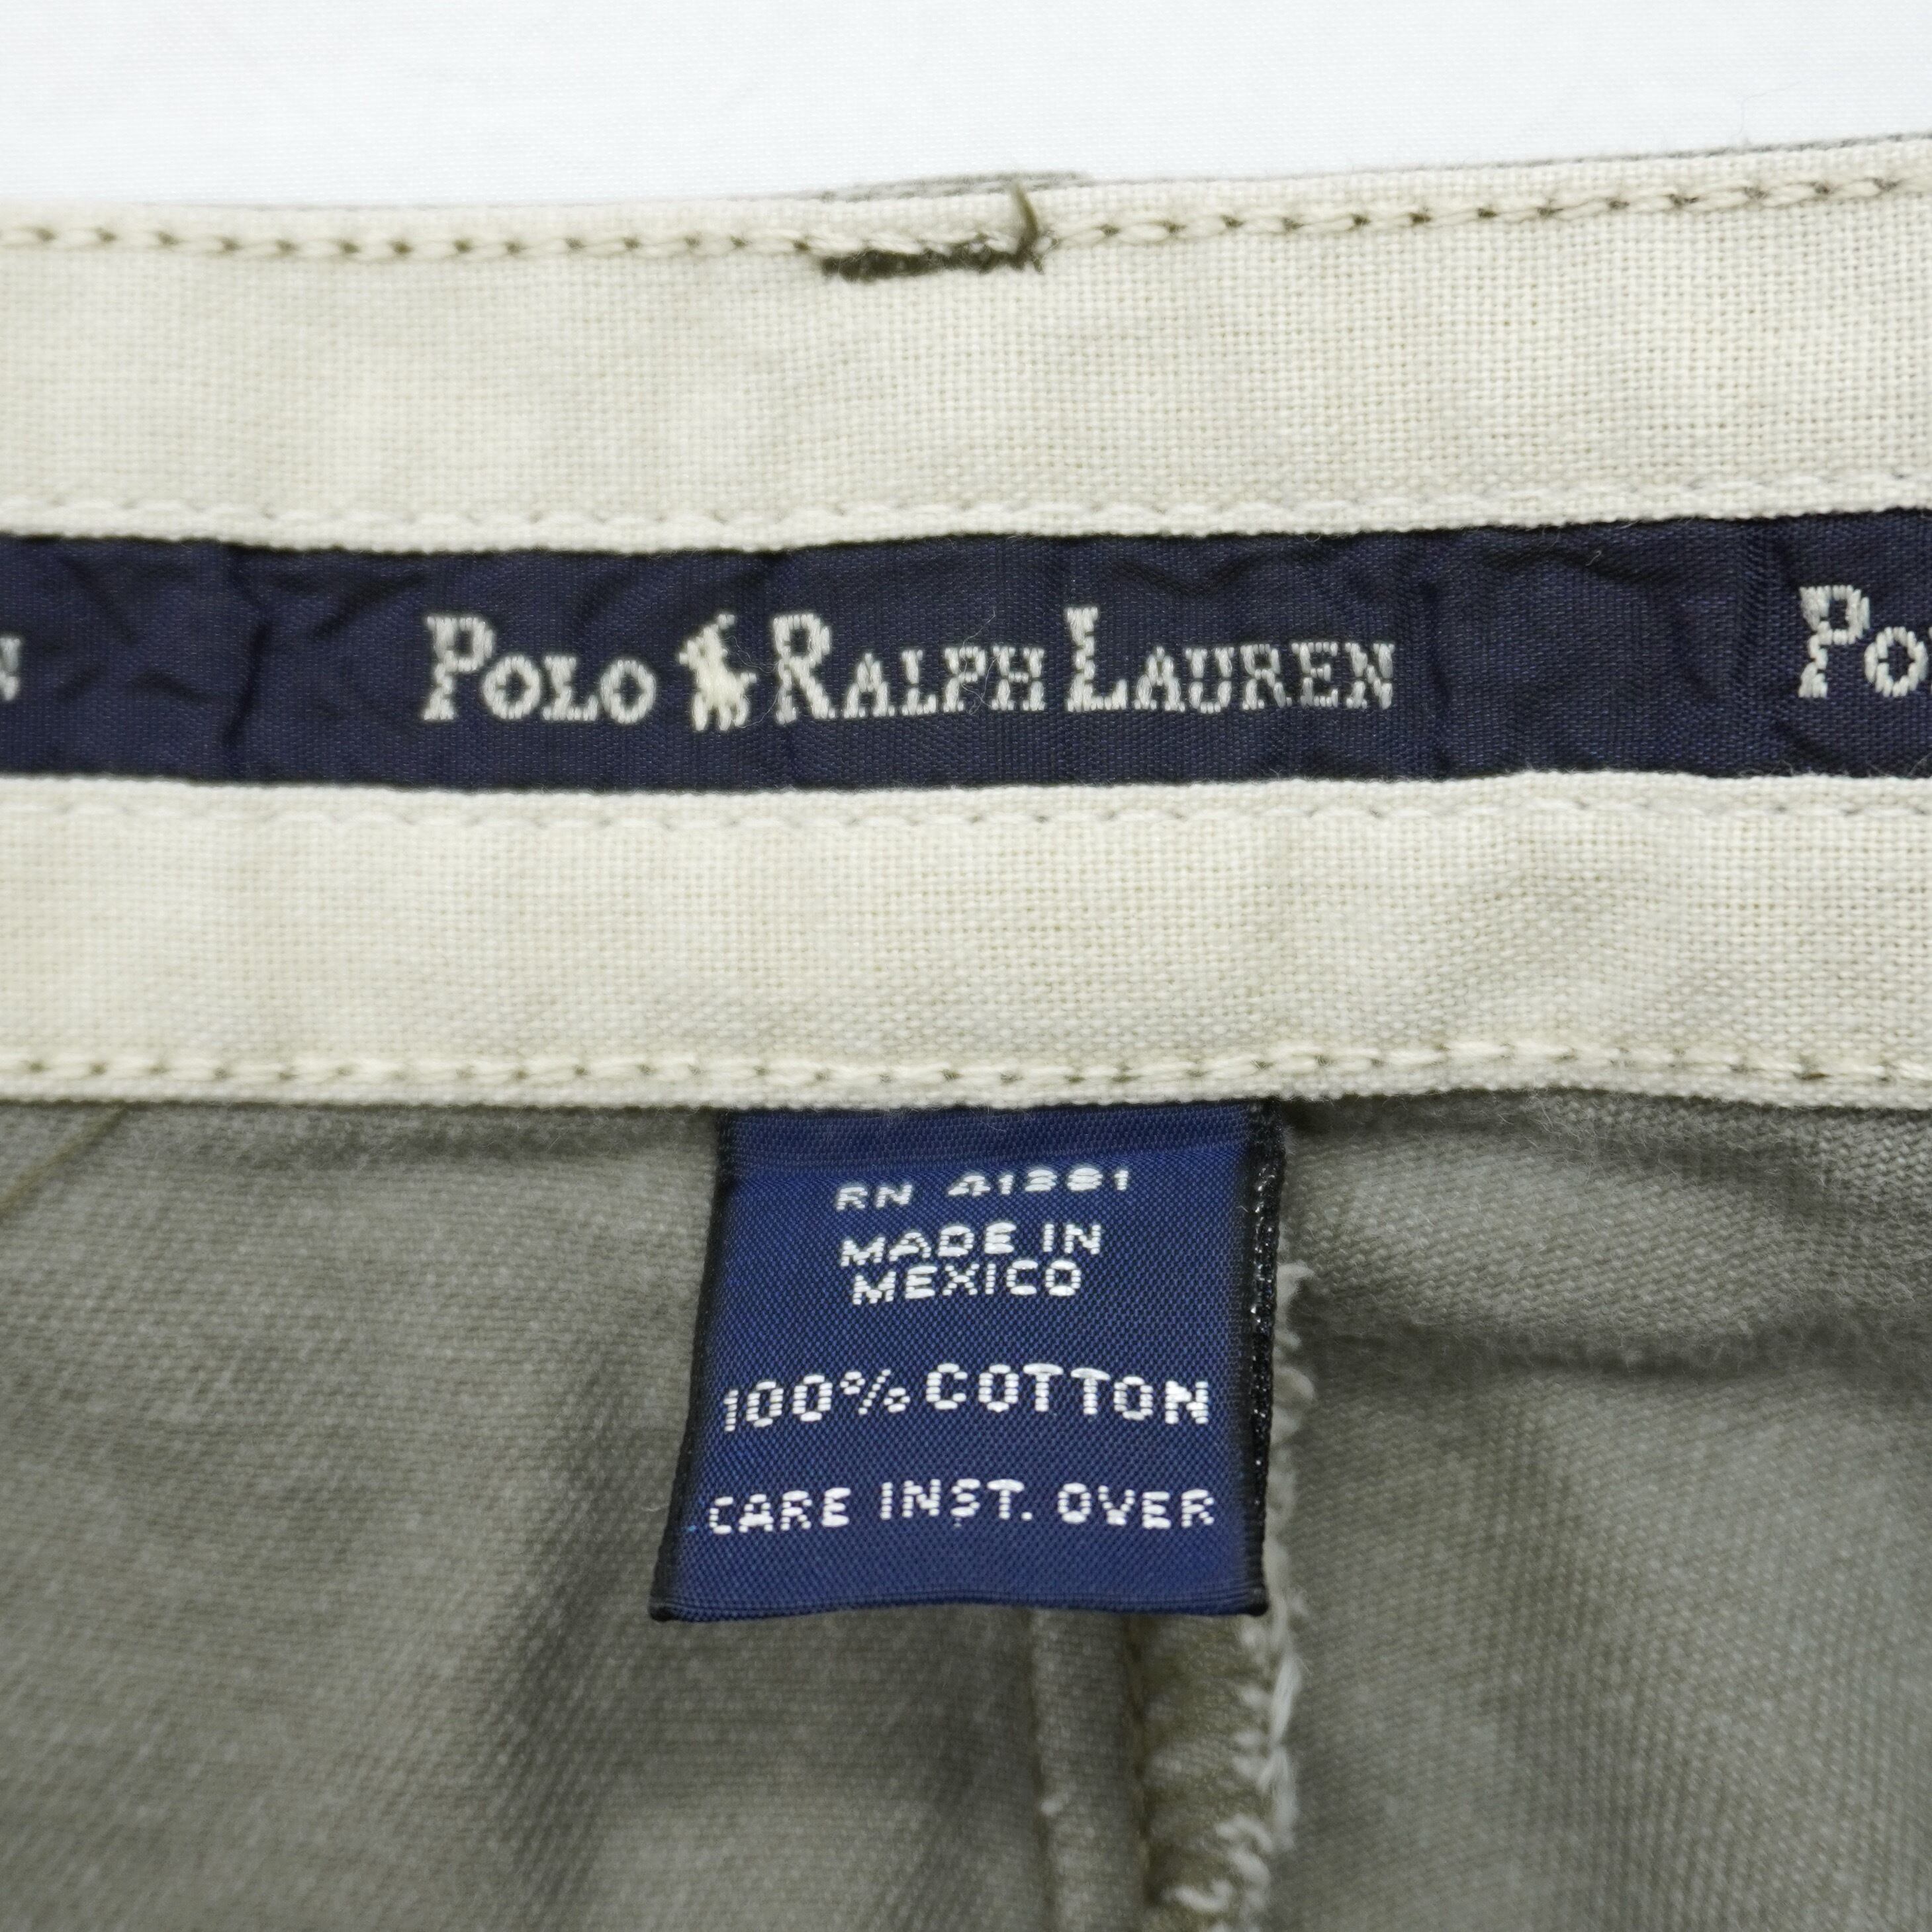 N POLO RALPH LAUREN PO
RN 41381
MADE IN
MEXICO
100% COTTON
CARE INST. OVER